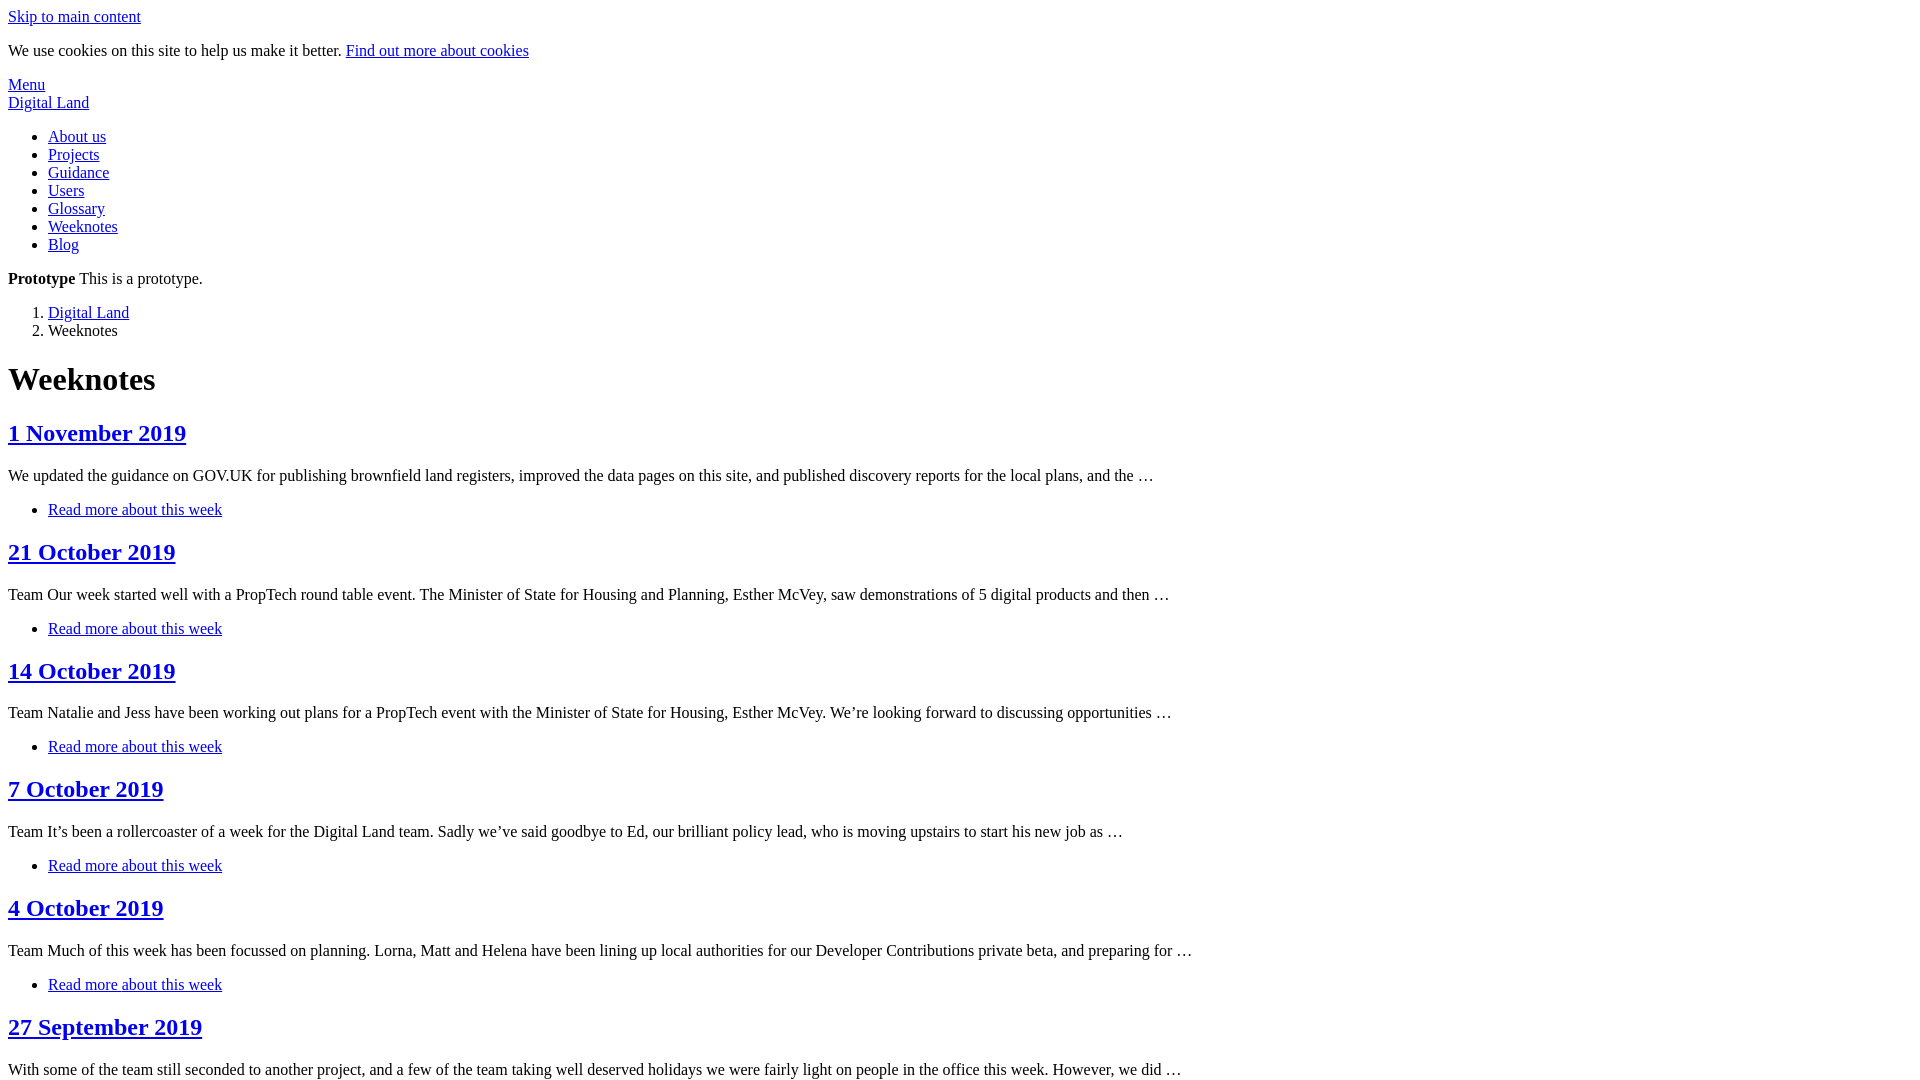 Skip to main content
We use cookies on this site to help us make it better. Find out more about cookies
Menu
Digital Land
About us
Projects
Guidance
Users
Glossary
Weeknotes
Blog
Prototype This is a prototype.
1. Digital Land
2. Weeknotes
Weeknotes
1 November 2019
We updated the guidance on GOV.UK for publishing brownfield land registers, improved the data pages on this site, and published discovery reports for the local plans, and the …
Read more about this week
21 October 2019
Team Our week started well with a PropTech round table event. The Minister of State for Housing and Planning, Esther McVey, saw demonstrations of 5 digital products and then …
Read more about this week
14 October 2019
Team Natalie and Jess have been working out plans for a PropTech event with the Minister of State for Housing, Esther McVey. We’re looking forward to discussing opportunities …
Read more about this week
7 October 2019
Team It’s been a rollercoaster of a week for the Digital Land team. Sadly we’ve said goodbye to Ed, our brilliant policy lead, who is moving upstairs to start his new job as …
Read more about this week
4 October 2019
Team Much of this week has been focussed on planning. Lorna, Matt and Helena have been lining up local authorities for our Developer Contributions private beta, and preparing for …
Read more about this week
27 September 2019
With some of the team still seconded to another project, and a few of the team taking well deserved holidays we were fairly light on people in the office this week. However, we did …